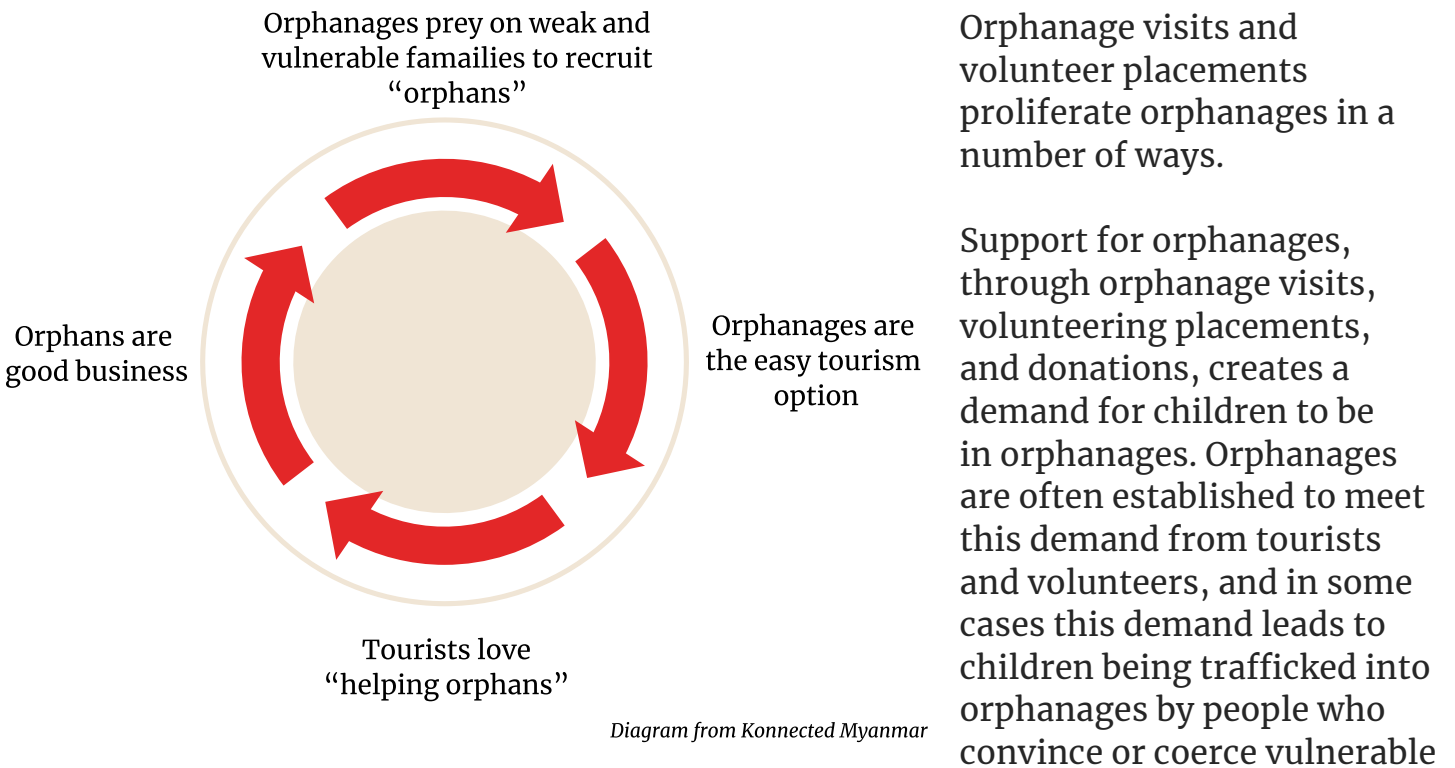 Orphanages prey on weak and
vulnerable famailies to recruit
“orphans”
Orphanages are
the easy tourism
option
Tourists love
“helping orphans”
Orphans are
good business
Diagram from Konnected Myanmar
Orphanage visits and
volunteer placements
proliferate orphanages in a
number of ways.
Support for orphanages,
through orphanage visits,
volunteering placements,
and donations, creates a
demand for children to be
in orphanages. Orphanages
are often established to meet
this demand from tourists
and volunteers, and in some
cases this demand leads to
children being trafficked into
orphanages by people who
convince or coerce vulnerable